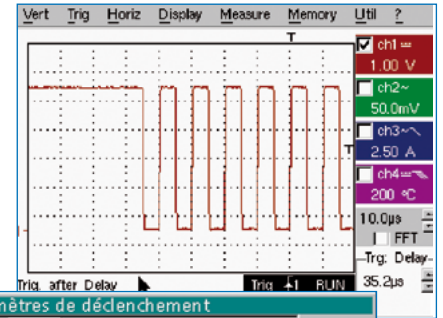 Vert Trig Horiz Display Measure Memory Util ?
T
ch1
1.00 V
ch2~
50.0mV
ch3~
T
2.50 A
ch4
200 °C
10.0µs
FFT
Trg: Delay
Trig. after Delay Trig 1 RUN
35.2µs
mètres de déclenchement